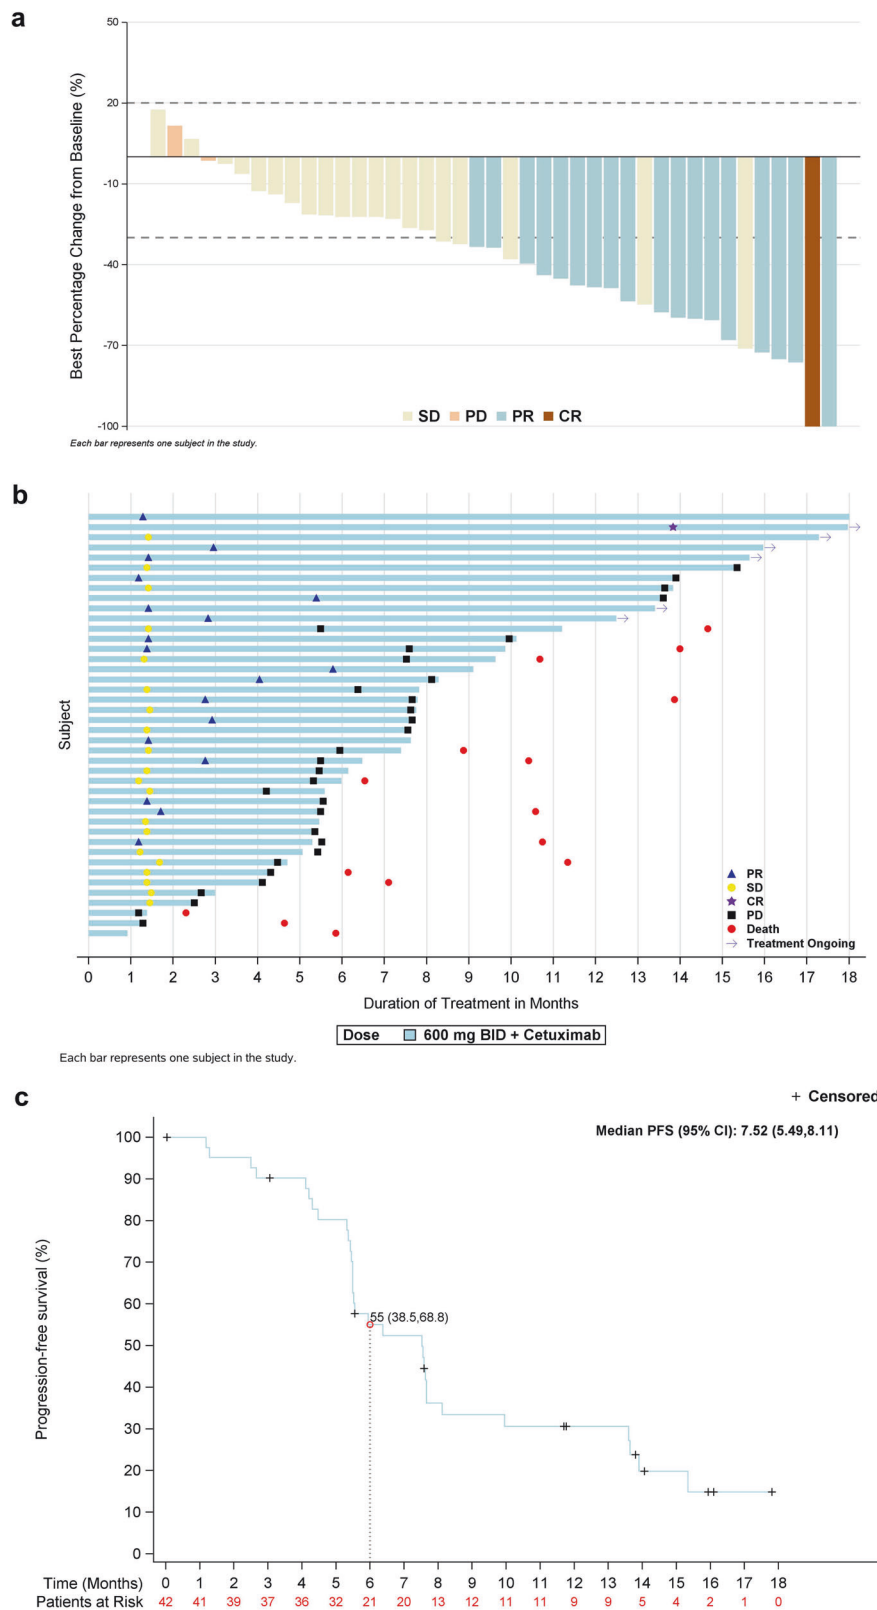 a
Best Percentage Change from Baseline (%)
50
20
-10
-40
-70
-100
SD PD PR CR
Each bar represents one subject in the study.
b
Subject
PR
SD
CR
PD
Death
Treatment Ongoing
0 1 2 3 4 5 6 7 8 9 10 11 12 13 14 15 16 17 18
Duration of Treatment in Months
Dose 600 mg BID + Cetuximab
Each bar represents one subject in the study.
c
+ Censored
Median PFS (95% CI): 7.52 (5.49,8.11)
Progression-free survival (%)
100
90
80
70
60
55 (38.5,68.8)
50
40
30
20
10
0
Time (Months) 0 1 2 3 4 5 6 7 8 9 10 11 12 13 14 15 16 17 18
Patients at Risk 42 41 39 37 36 32 21 20 13 12 11 11 9 9 5 4 2 1 0